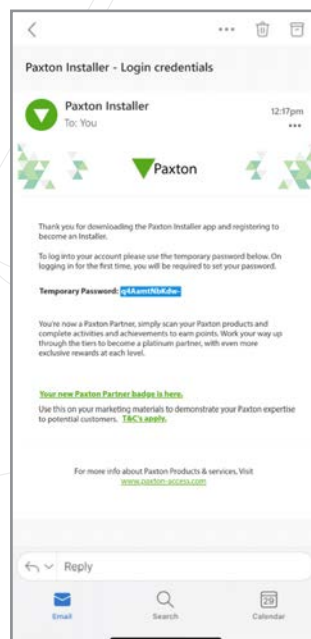 Paxton Installer - Login credentials
Paxton Installer
12:17pm
To: You
Paxton
Thank you for downloading the Paxton Installer app and registering to
become an Installer.
To log into your account please use the temporary password below. On
logging in for the first time, you will be required to set your password.
Temporary Password: q4AamtNbKdw-
You're now a Paxton Partner, simply scan your Paxton products and
complete activities and achievements to earn points. Work your way up
through the tiers to become a platinum partner, with even more
exclusive rewards at each level.
Your new Paxton Partner badge is here.
Use this on your marketing materials to demonstrate your Paxton expertise
to potential customers. T&C's apply.
For more info about Paxton Products & services, Visit
www.paxton-access.com
Reply
29
Email Search Calendar